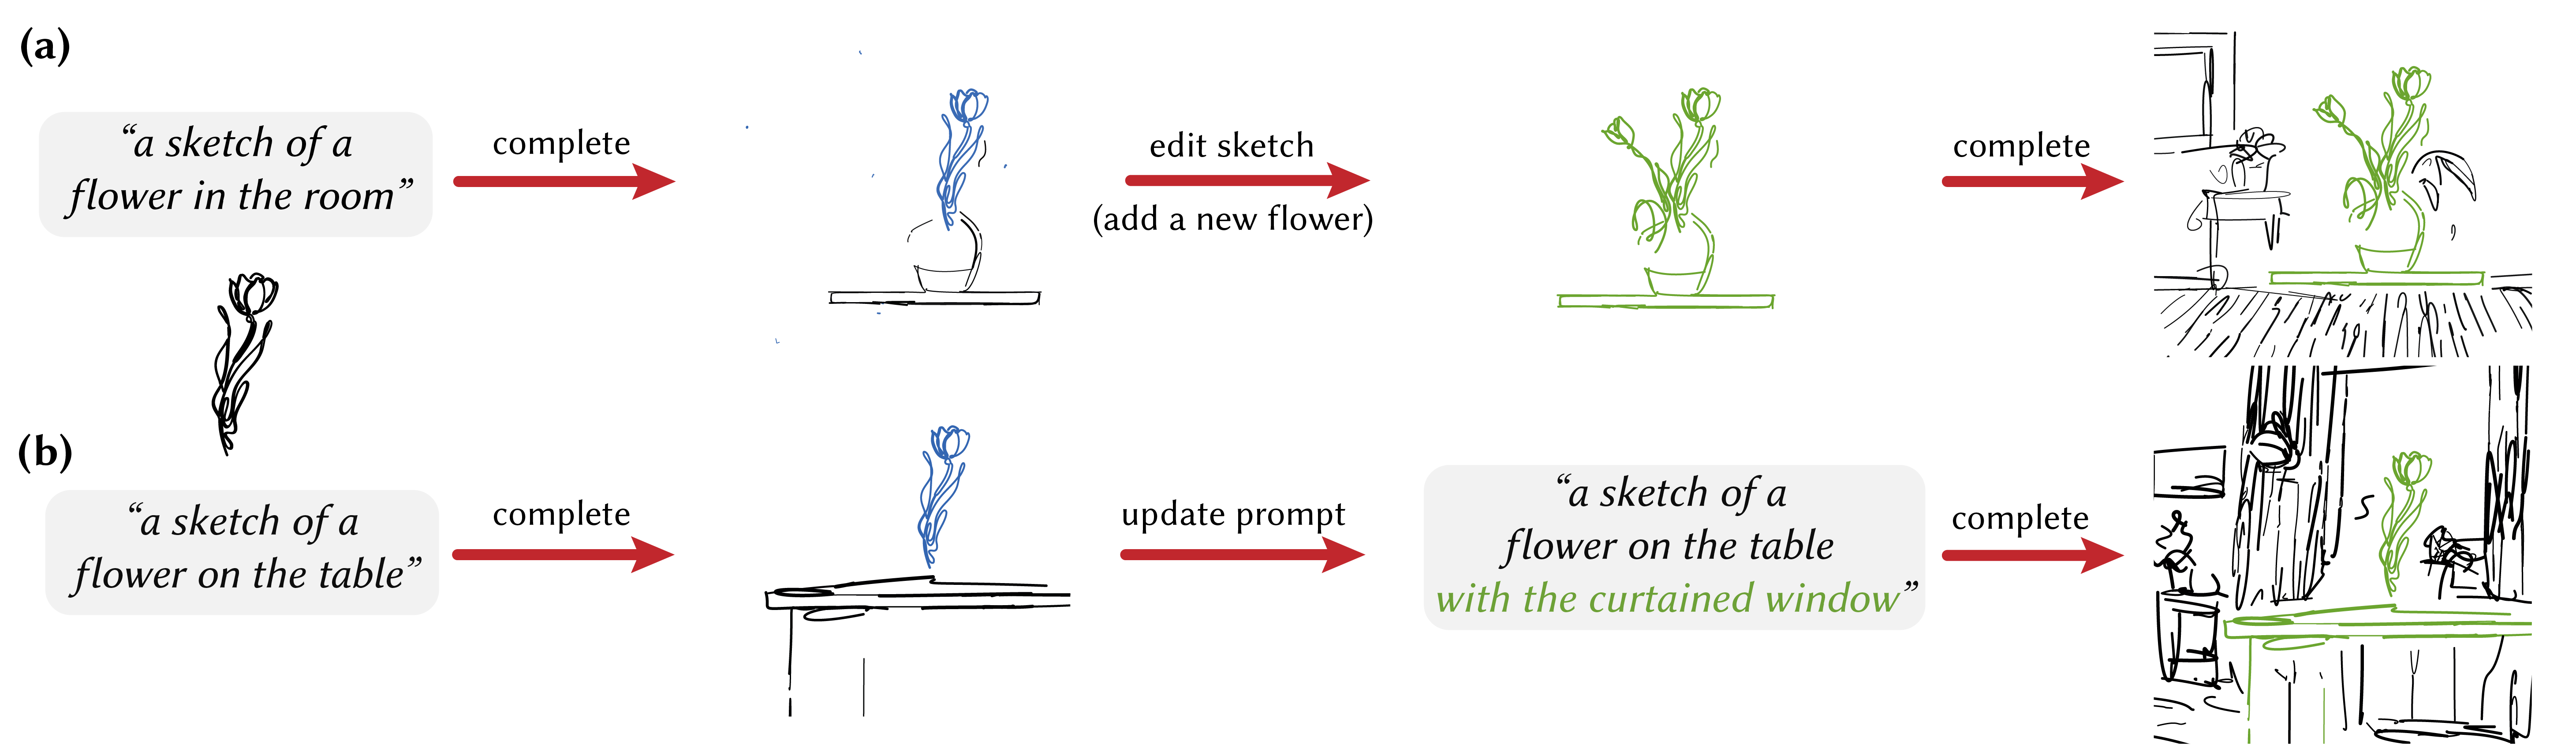 (a)
“a sketch of a
flower in the room”
complete
edit sketch
(add a new flower)
complete
(b)
“a sketch of a
flower on the table”
complete
update prompt
“a sketch of a
flower on the table
with the curtained window”
complete